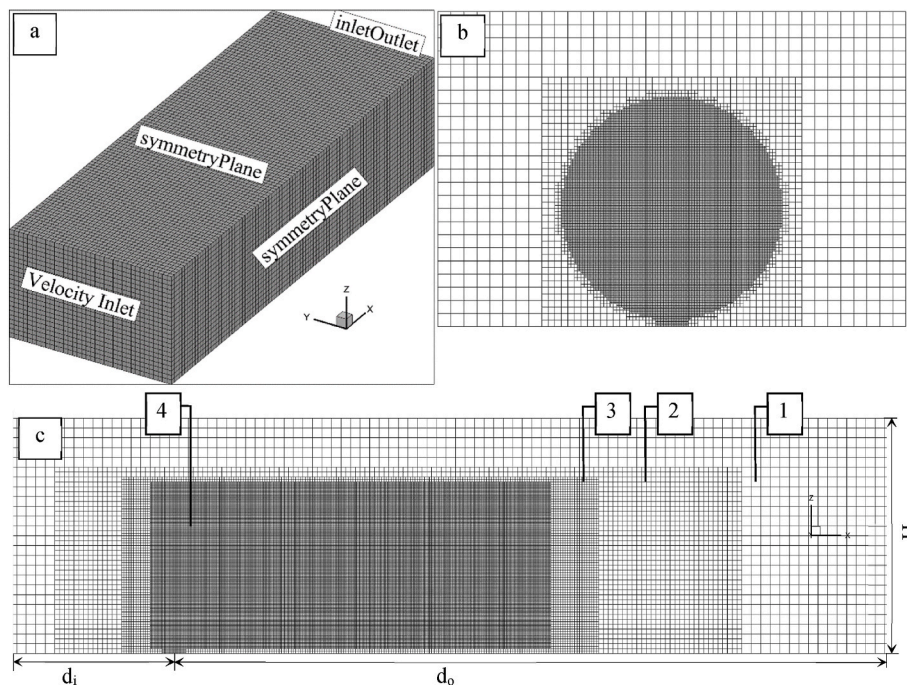 a
inletOutlet
symmetryPlane
symmetryPlane
Velocity Inlet
Z
Y
X
b
c
4
3
2
1
z
x
H
dᵢ
dₒ